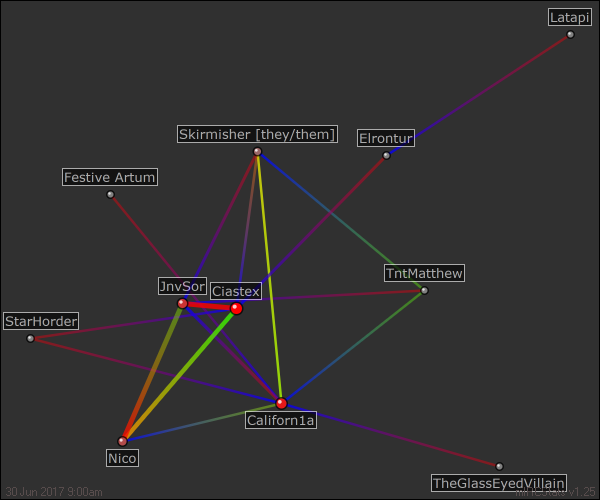 Latapi
Skirmisher [they/them]
Elrontur
Festive Artum
TntMatthew
JnvSor
Ciastex
StarHorder
Californ1a
Nico
TheGlassEyedVillain
30 Jun 2017 9:00am
v1.25